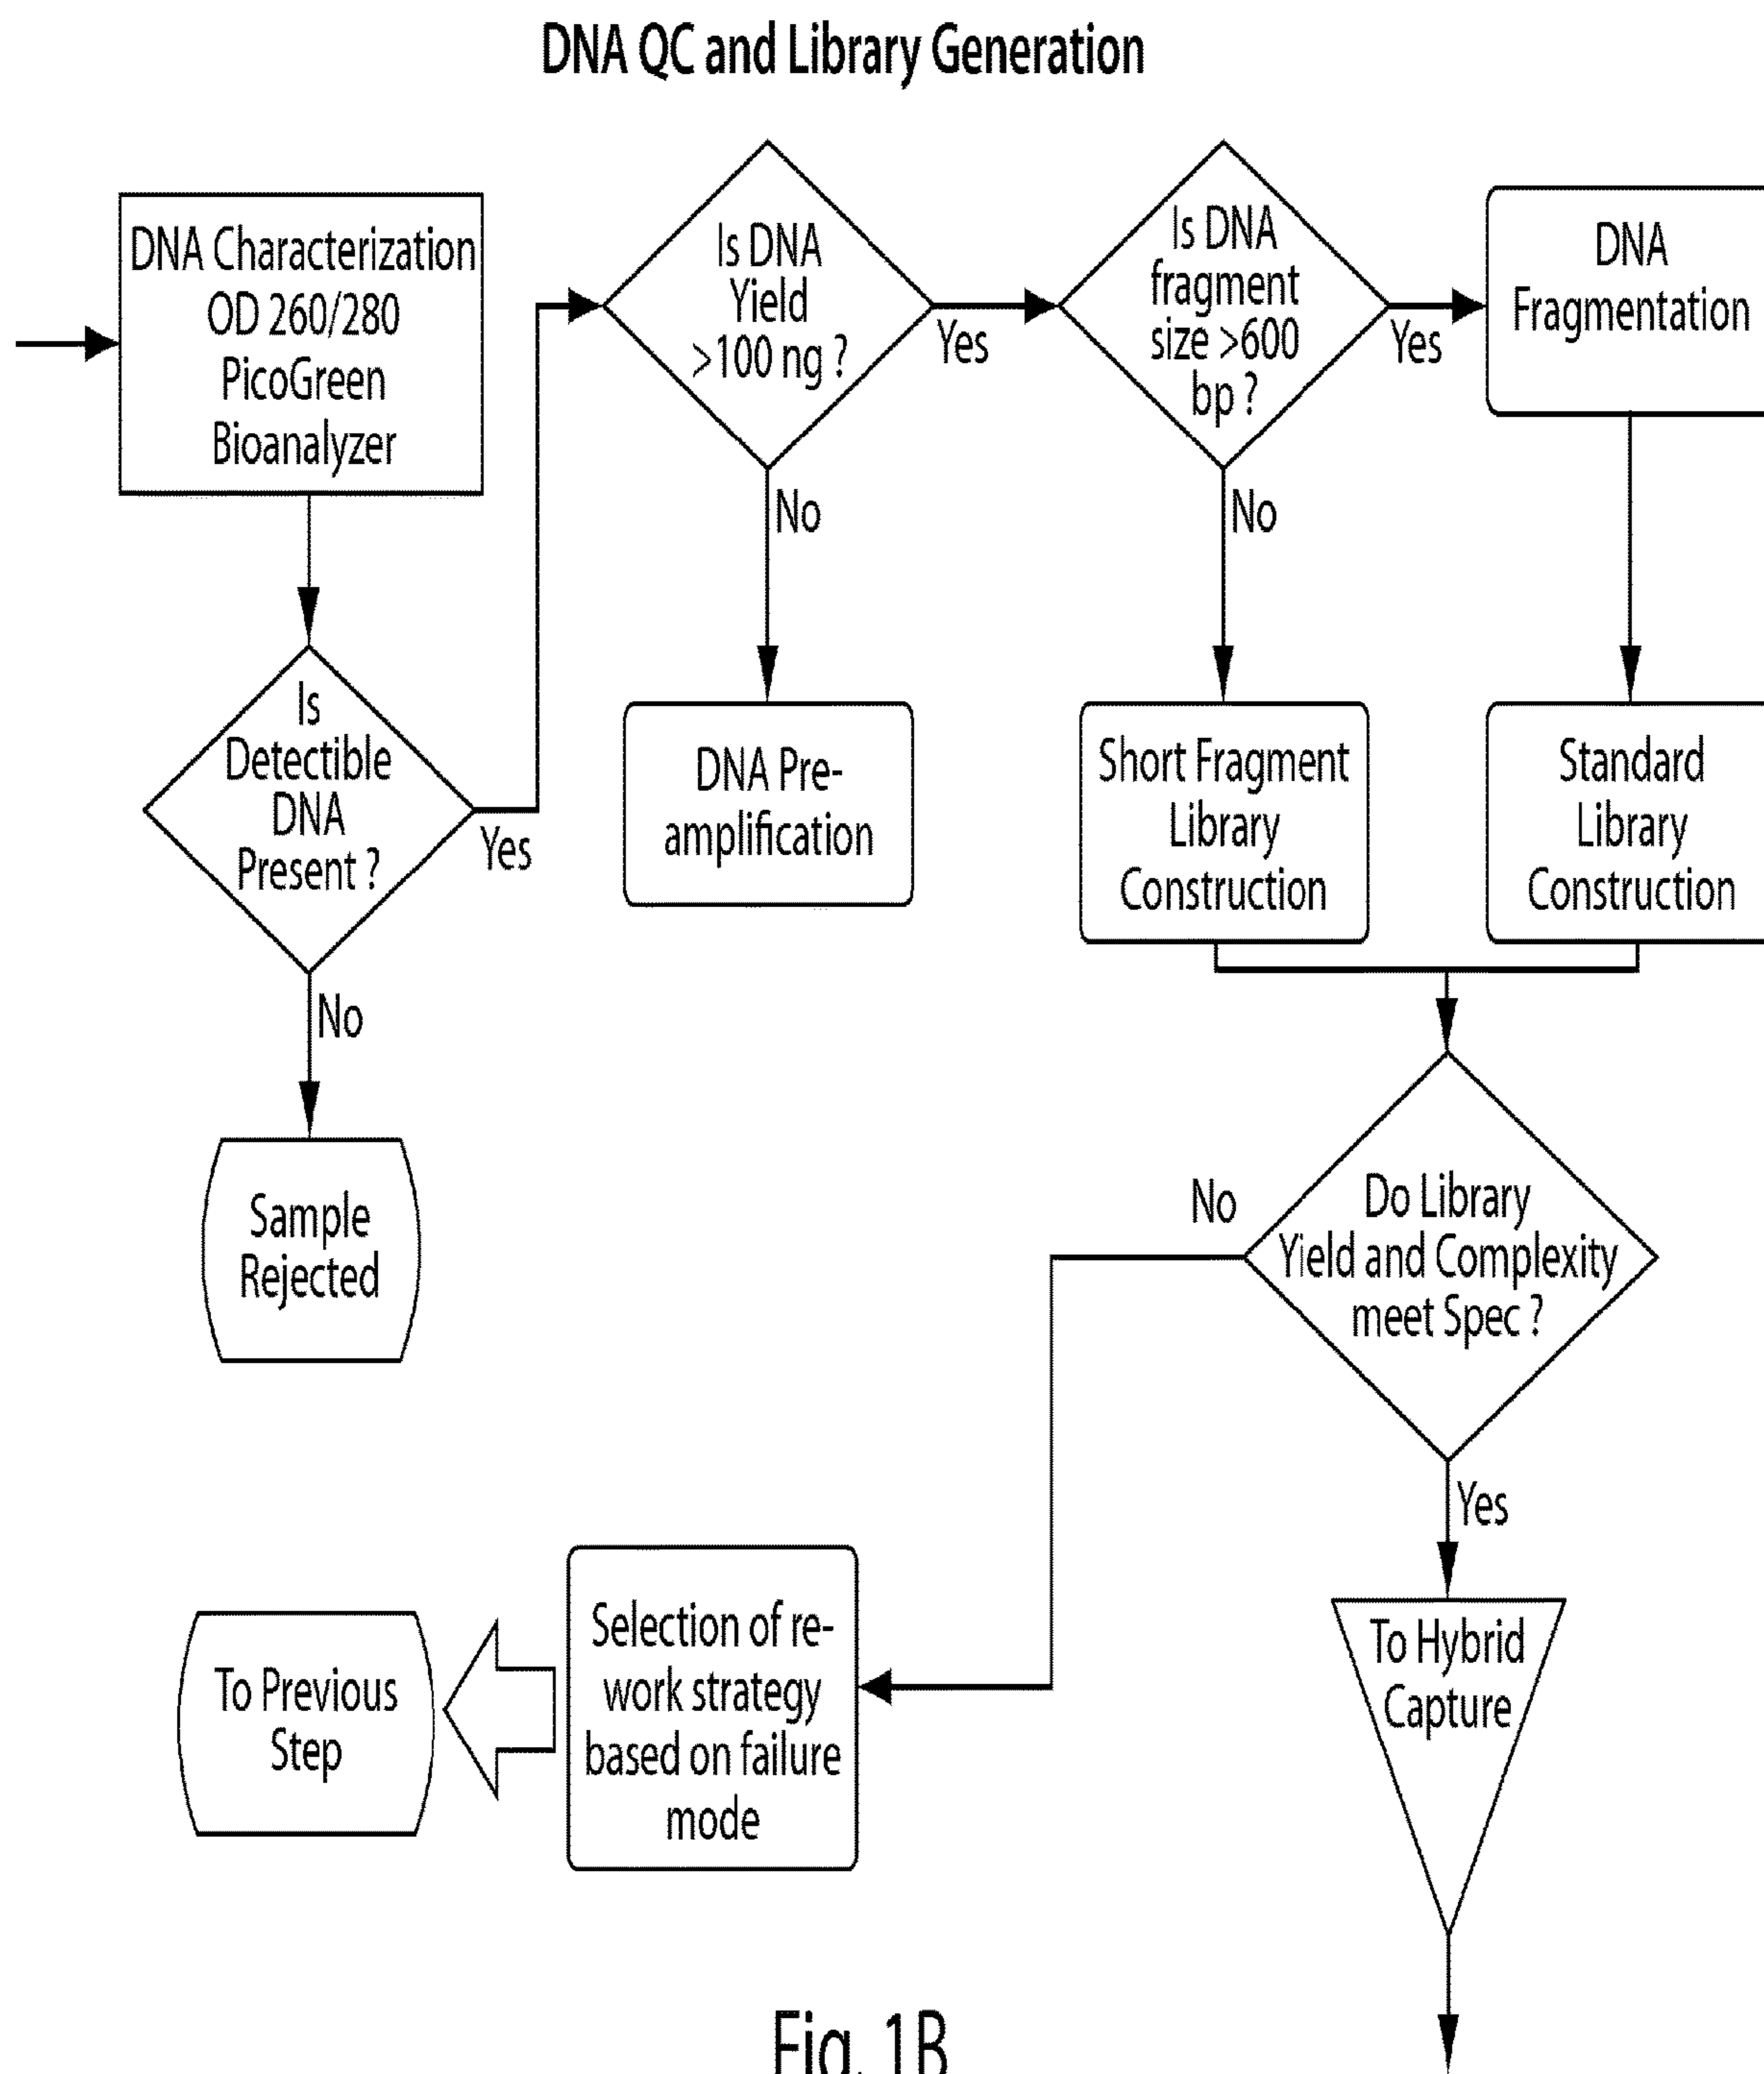 DNA QC and Library Generation
DNA Characterization
OD 260/280
PicoGreen
Bioanalyzer
Is DNA
Yield
>100 ng ?
Yes
No
Is DNA
fragment
size >600
bp ?
Yes
No
DNA
Fragmentation
Is
Detectible
DNA
Present ?
Yes
No
DNA Pre-
amplification
Short Fragment
Library
Construction
Standard
Library
Construction
Sample
Rejected
Do Library
Yield and Complexity
meet Spec ?
No
Yes
To Previous
Step
Selection of re-
work strategy
based on failure
mode
To Hybrid
Capture
Fig. 1B